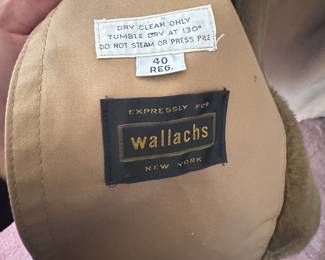 DRY CLEAN ONLY
TUMBLE DRY AT 130°
DO NOT STEAM OR PRESS PILE
40
REG.
EXPRESSLY FOR
wallachs
NEW YORK